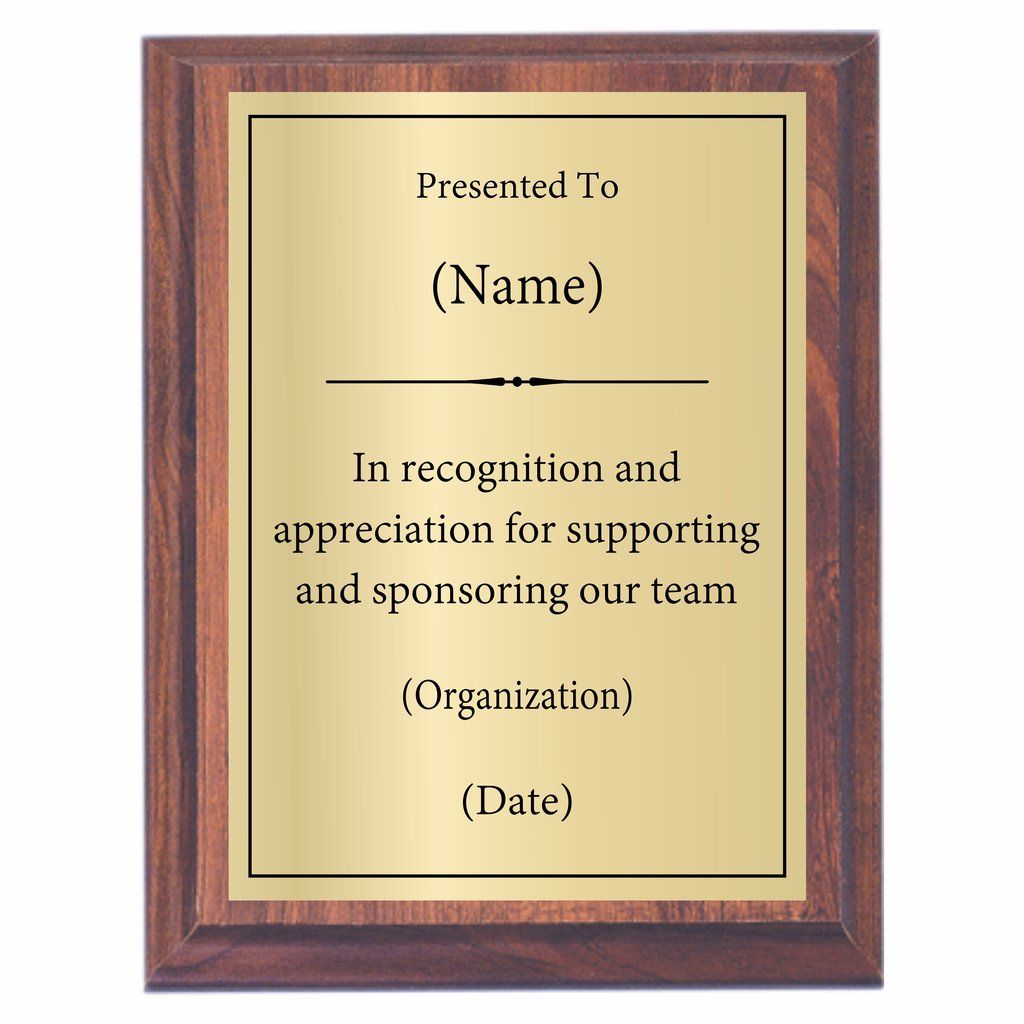 Presented To
(Name)
In recognition and
appreciation for supporting
and sponsoring our team
(Organization)
(Date)